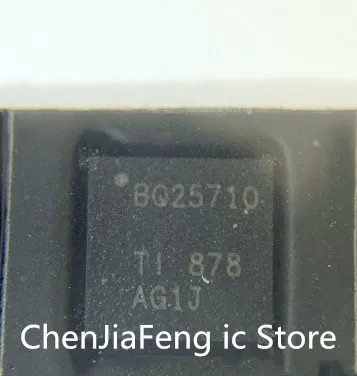 BQ25710
TI 878
AG1J
ChenJiaFeng ic Store